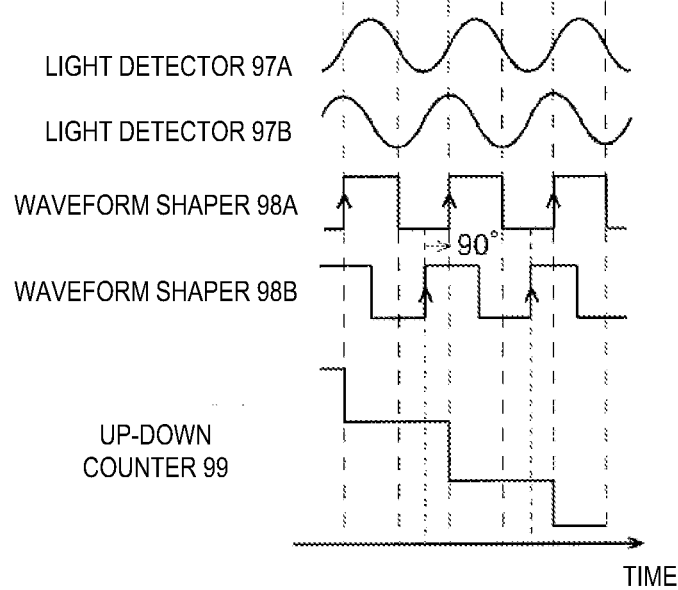 LIGHT DETECTOR 97A
LIGHT DETECTOR 97B
WAVEFORM SHAPER 98A
90°
WAVEFORM SHAPER 98B
UP-DOWN
COUNTER 99
TIME